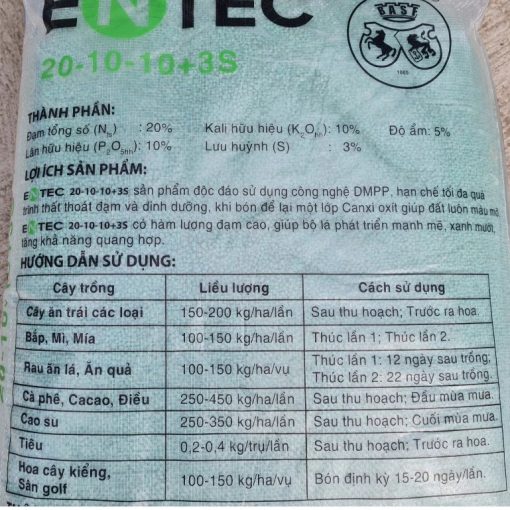 ENTEC
20-10-10+3S
BASF
1865
THÀNH PHẦN:
Đạm tổng số (Nts) : 20% Kali hữu hiệu (K2Ohh): 10% Độ ẩm: 5%
Lân hữu hiệu (P2O5hh): 10% Lưu huỳnh (S) : 3%
LỢI ÍCH SẢN PHẨM:
ENTEC 20-10-10+3S sản phẩm độc đáo sử dụng công nghệ DMPP, hạn chế tối đa quá
trình thất thoát đạm và dinh dưỡng, khi bón để lại một lớp Canxi oxít giúp đất luôn màu mỡ
ENTEC 20-10-10+3S có hàm lượng đạm cao, giúp bộ lá phát triển mạnh mẽ, xanh mướt,
tăng khả năng quang hợp.
HƯỚNG DẪN SỬ DỤNG:
Cây trồng Liều lượng Cách sử dụng
Cây ăn trái các loại 150-200 kg/ha/lần Sau thu hoạch; Trước ra hoa.
Bắp, Mì, Mía 100-150 kg/ha/lần Thúc lần 1; Thúc lần 2.
Rau ăn lá, Ăn quả 100-150 kg/ha/vụ Thúc lần 1: 12 ngày sau trồng;
Thúc lần 2: 22 ngày sau trồng.
Cà phê, Cacao, Điều 250-450 kg/ha/lần Sau thu hoạch; Đầu mùa mưa.
Cao su 250-350 kg/ha/lần Sau thu hoạch; Cuối mùa mưa.
Tiêu 0,2-0,4 kg/trụ/lần Sau thu hoạch; Trước ra hoa.
Hoa cây kiểng,
Sân golf 100-150 kg/ha/vụ Bón định kỳ 15-20 ngày/lần.